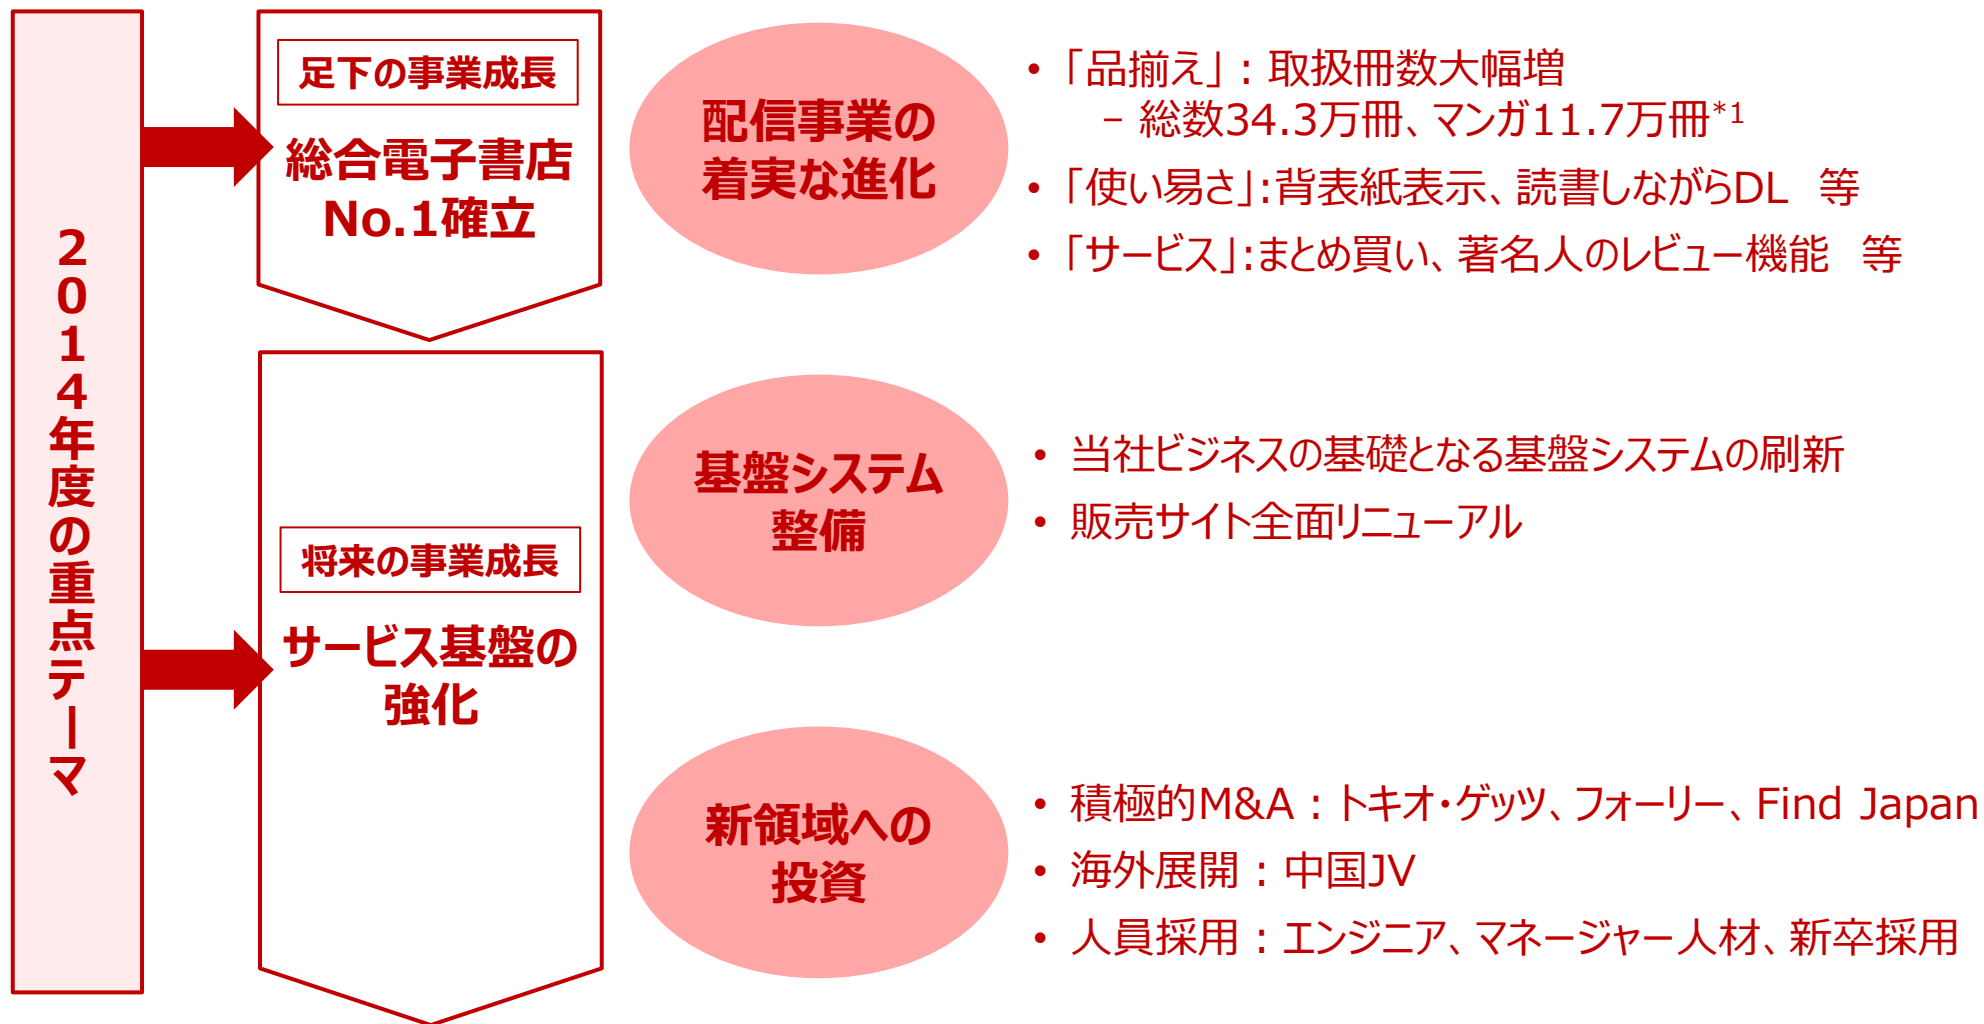 2014年度の重点テーマ
足下の事業成長
総合電子書店
No.1確立
配信事業の
着実な進化
• 「品揃え」：取扱冊数大幅増
– 総数34.3万冊、マンガ11.7万冊*1
• 「使い易さ」:背表紙表示、読書しながらDL 等
• 「サービス」:まとめ買い、著名人のレビュー機能 等
将来の事業成長
サービス基盤の
強化
基盤システム
整備
• 当社ビジネスの基礎となる基盤システムの刷新
• 販売サイト全面リニューアル
新領域への
投資
• 積極的M&A：トキオ・ゲッツ、フォーリー、Find Japan
• 海外展開：中国JV
• 人員採用：エンジニア、マネージャー人材、新卒採用